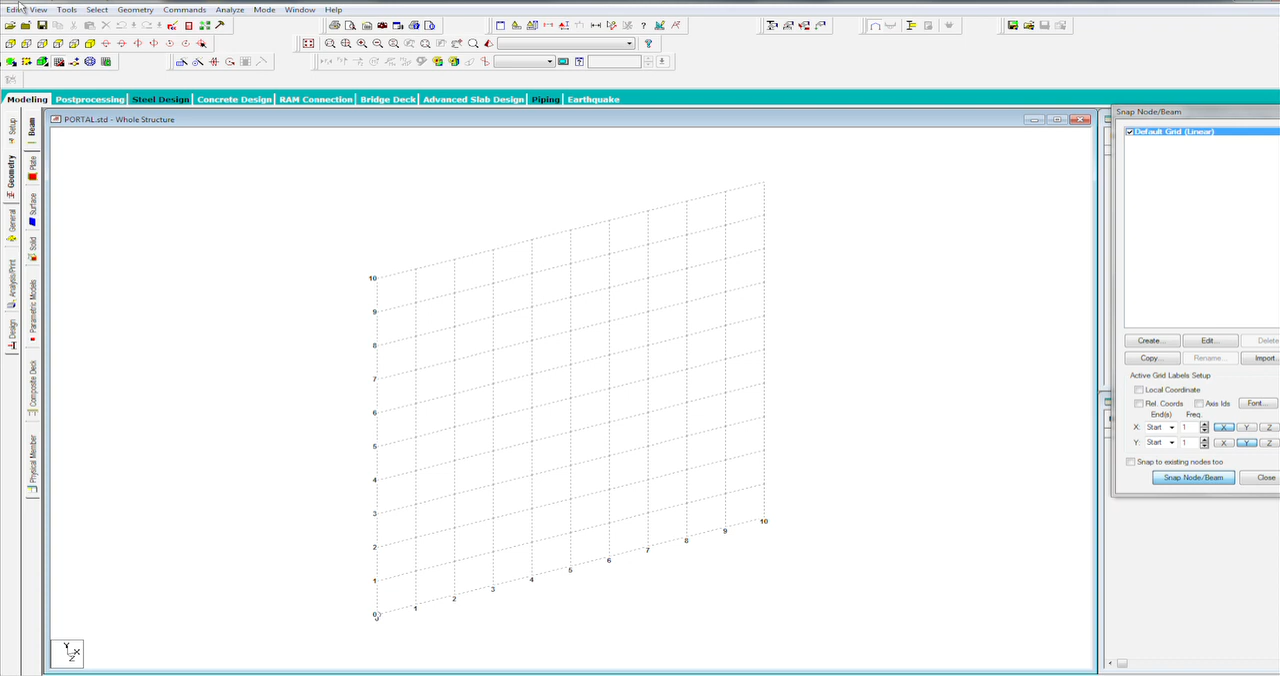 Edit View Tools Select Geometry Commands Analyze Mode Window Help
Modeling Postprocessing Steel Design Concrete Design RAM Connection Bridge Deck Advanced Slab Design Piping Earthquake
Setup
Geometry
General
Analysis/Print
Design
Beam
Plate
Surface
Solid
Parametric Models
Composite Deck
Physical Member
PORTAL.std - Whole Structure
10
9
8
7
6
5
4
3
2
1
0
1
2
3
4
5
6
7
8
9
10
Y
X
Z
Snap Node/Beam
Default Grid (Linear)
Create... Edit... Delete
Copy... Rename... Import...
Active Grid Labels Setup
Local Coordinate
Rel. Coords Axis Ids Font...
End(s) Freq.
X: Start 1 X Y Z
Y: Start 1 X Y Z
Snap to existing nodes too
Snap Node/Beam Close